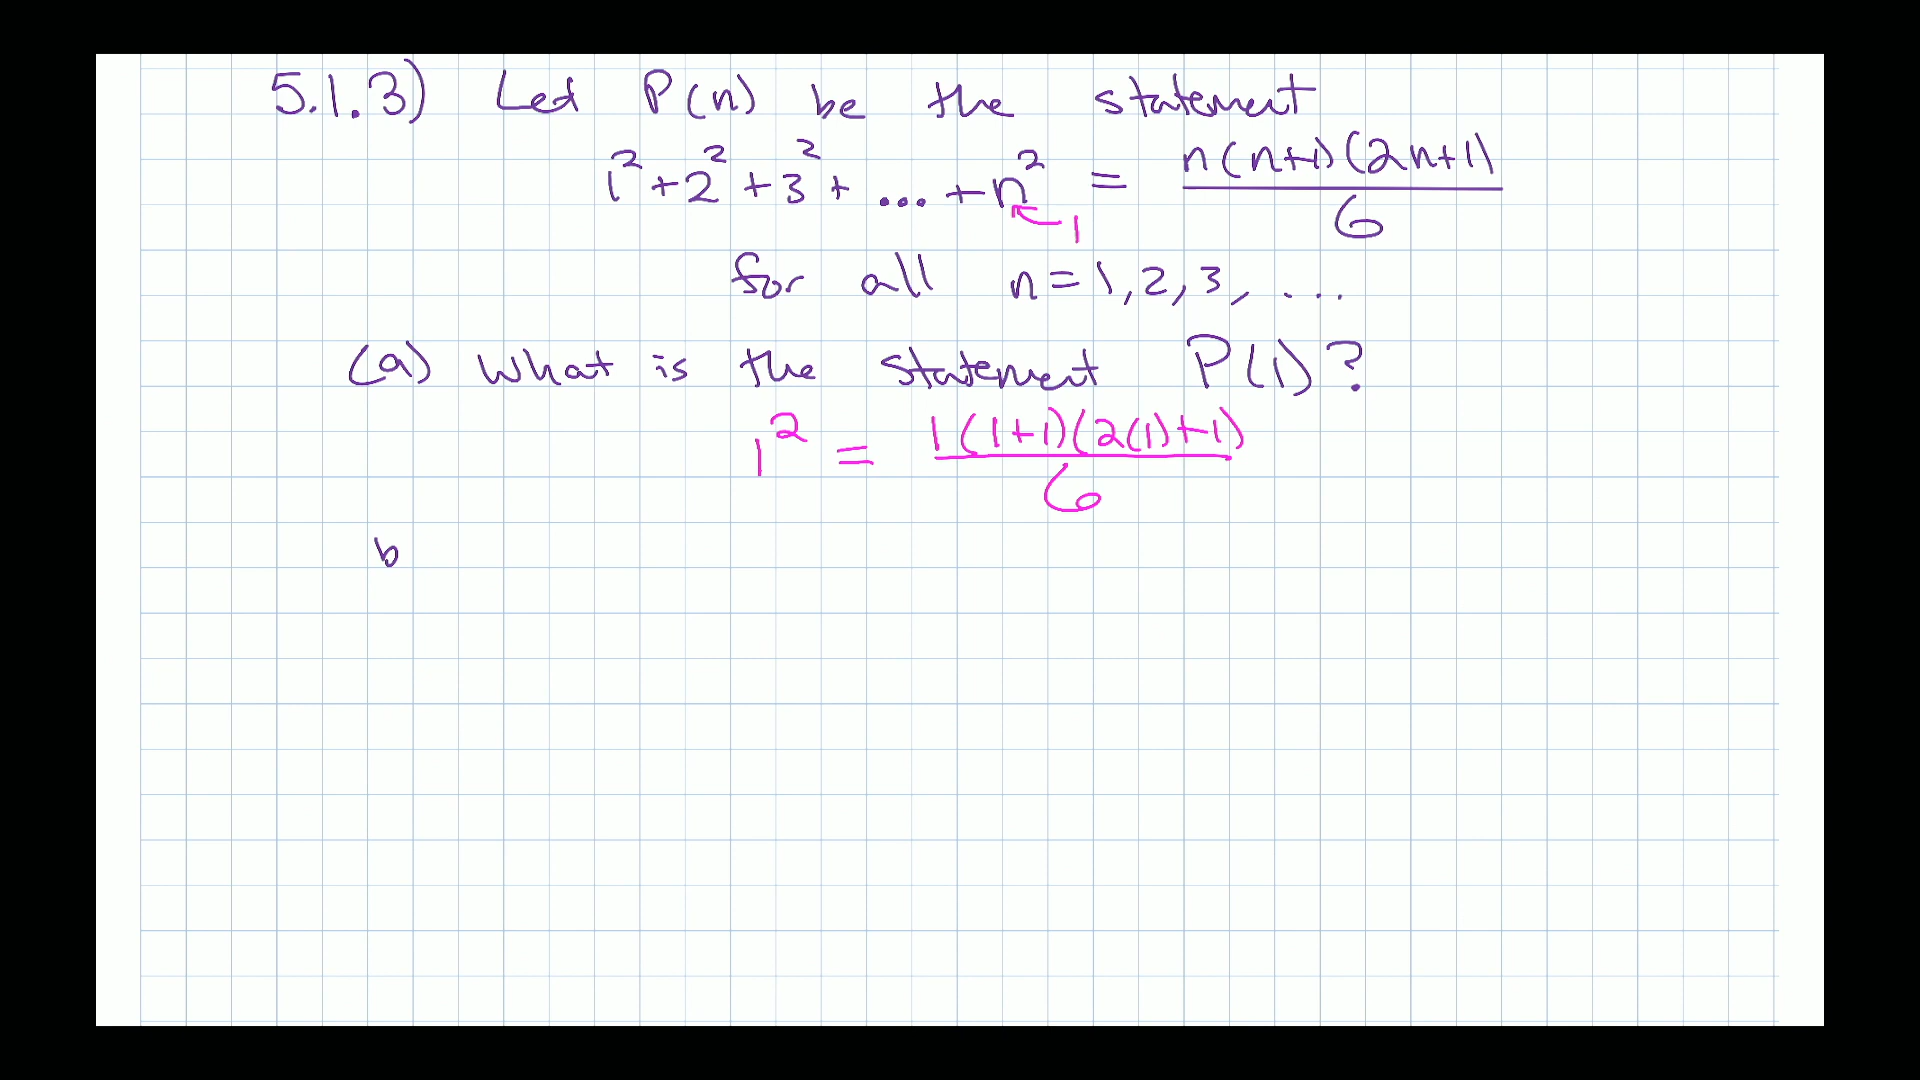 5.1.3) Let P(n) be the statement
1² + 2² + 3² + ... + n² = n(n+1)(2n+1) / 6
1
for all n = 1, 2, 3, ...
(a) What is the statement P(1)?
1² = 1(1+1)(2(1)+1) / 6
b